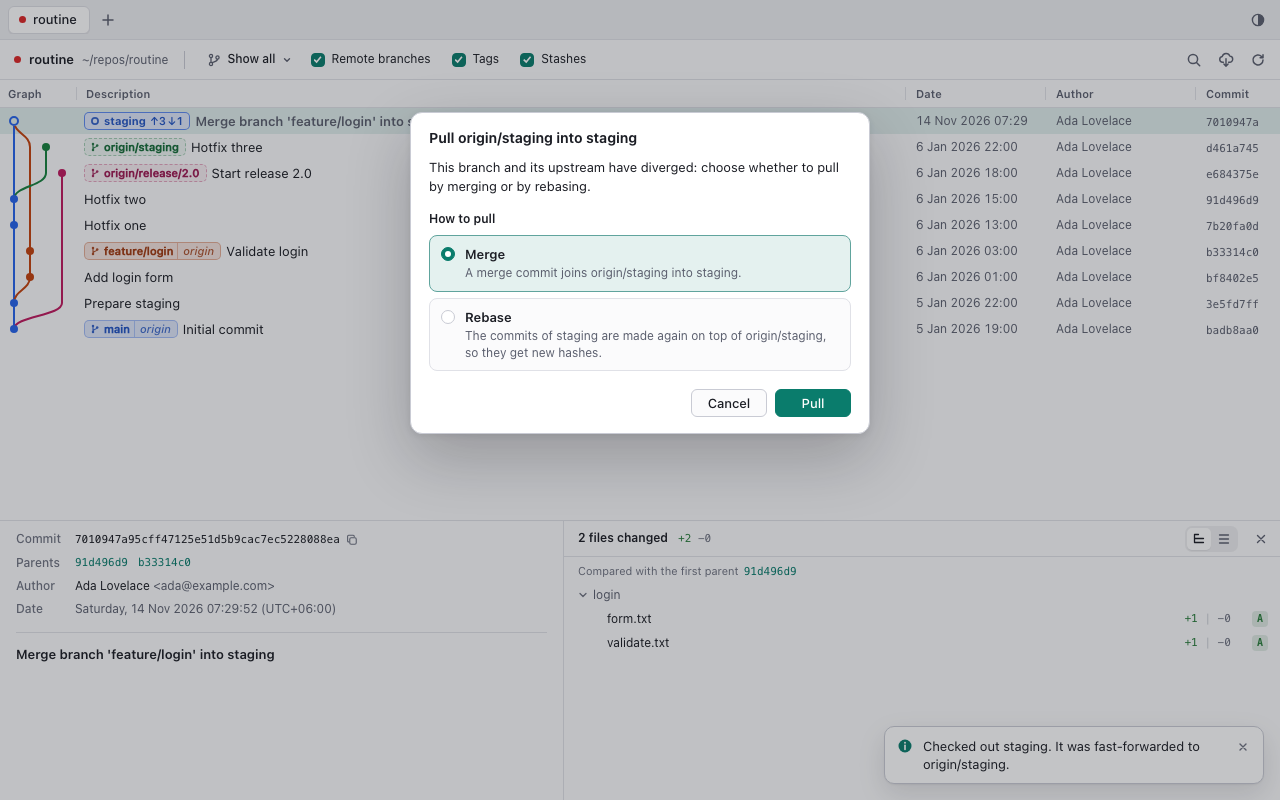 routine
routine ~/repos/routine Show all Remote branches Tags Stashes
Graph Description Date Author Commit
staging ↑3↓1 Merge branch 'feature/login' into s 14 Nov 2026 07:29 Ada Lovelace 7010947a
origin/staging Hotfix three 6 Jan 2026 22:00 Ada Lovelace d461a745
origin/release/2.0 Start release 2.0 6 Jan 2026 18:00 Ada Lovelace e684375e
Hotfix two 6 Jan 2026 15:00 Ada Lovelace 91d496d9
Hotfix one 6 Jan 2026 13:00 Ada Lovelace 7b20fa0d
feature/login origin Validate login 6 Jan 2026 03:00 Ada Lovelace b33314c0
Add login form 6 Jan 2026 01:00 Ada Lovelace bf8402e5
Prepare staging 5 Jan 2026 22:00 Ada Lovelace 3e5fd7ff
main origin Initial commit 5 Jan 2026 19:00 Ada Lovelace badb8aa0
Pull origin/staging into staging
This branch and its upstream have diverged: choose whether to pull
by merging or by rebasing.
How to pull
Merge
A merge commit joins origin/staging into staging.
Rebase
The commits of staging are made again on top of origin/staging,
so they get new hashes.
Cancel Pull
Commit 7010947a95cff47125e51d5b9cac7ec5228088ea
Parents 91d496d9 b33314c0
Author Ada Lovelace <ada@example.com>
Date Saturday, 14 Nov 2026 07:29:52 (UTC+06:00)
Merge branch 'feature/login' into staging
2 files changed +2 −0
Compared with the first parent 91d496d9
login
form.txt +1 | −0 A
validate.txt +1 | −0 A
Checked out staging. It was fast-forwarded to
origin/staging.